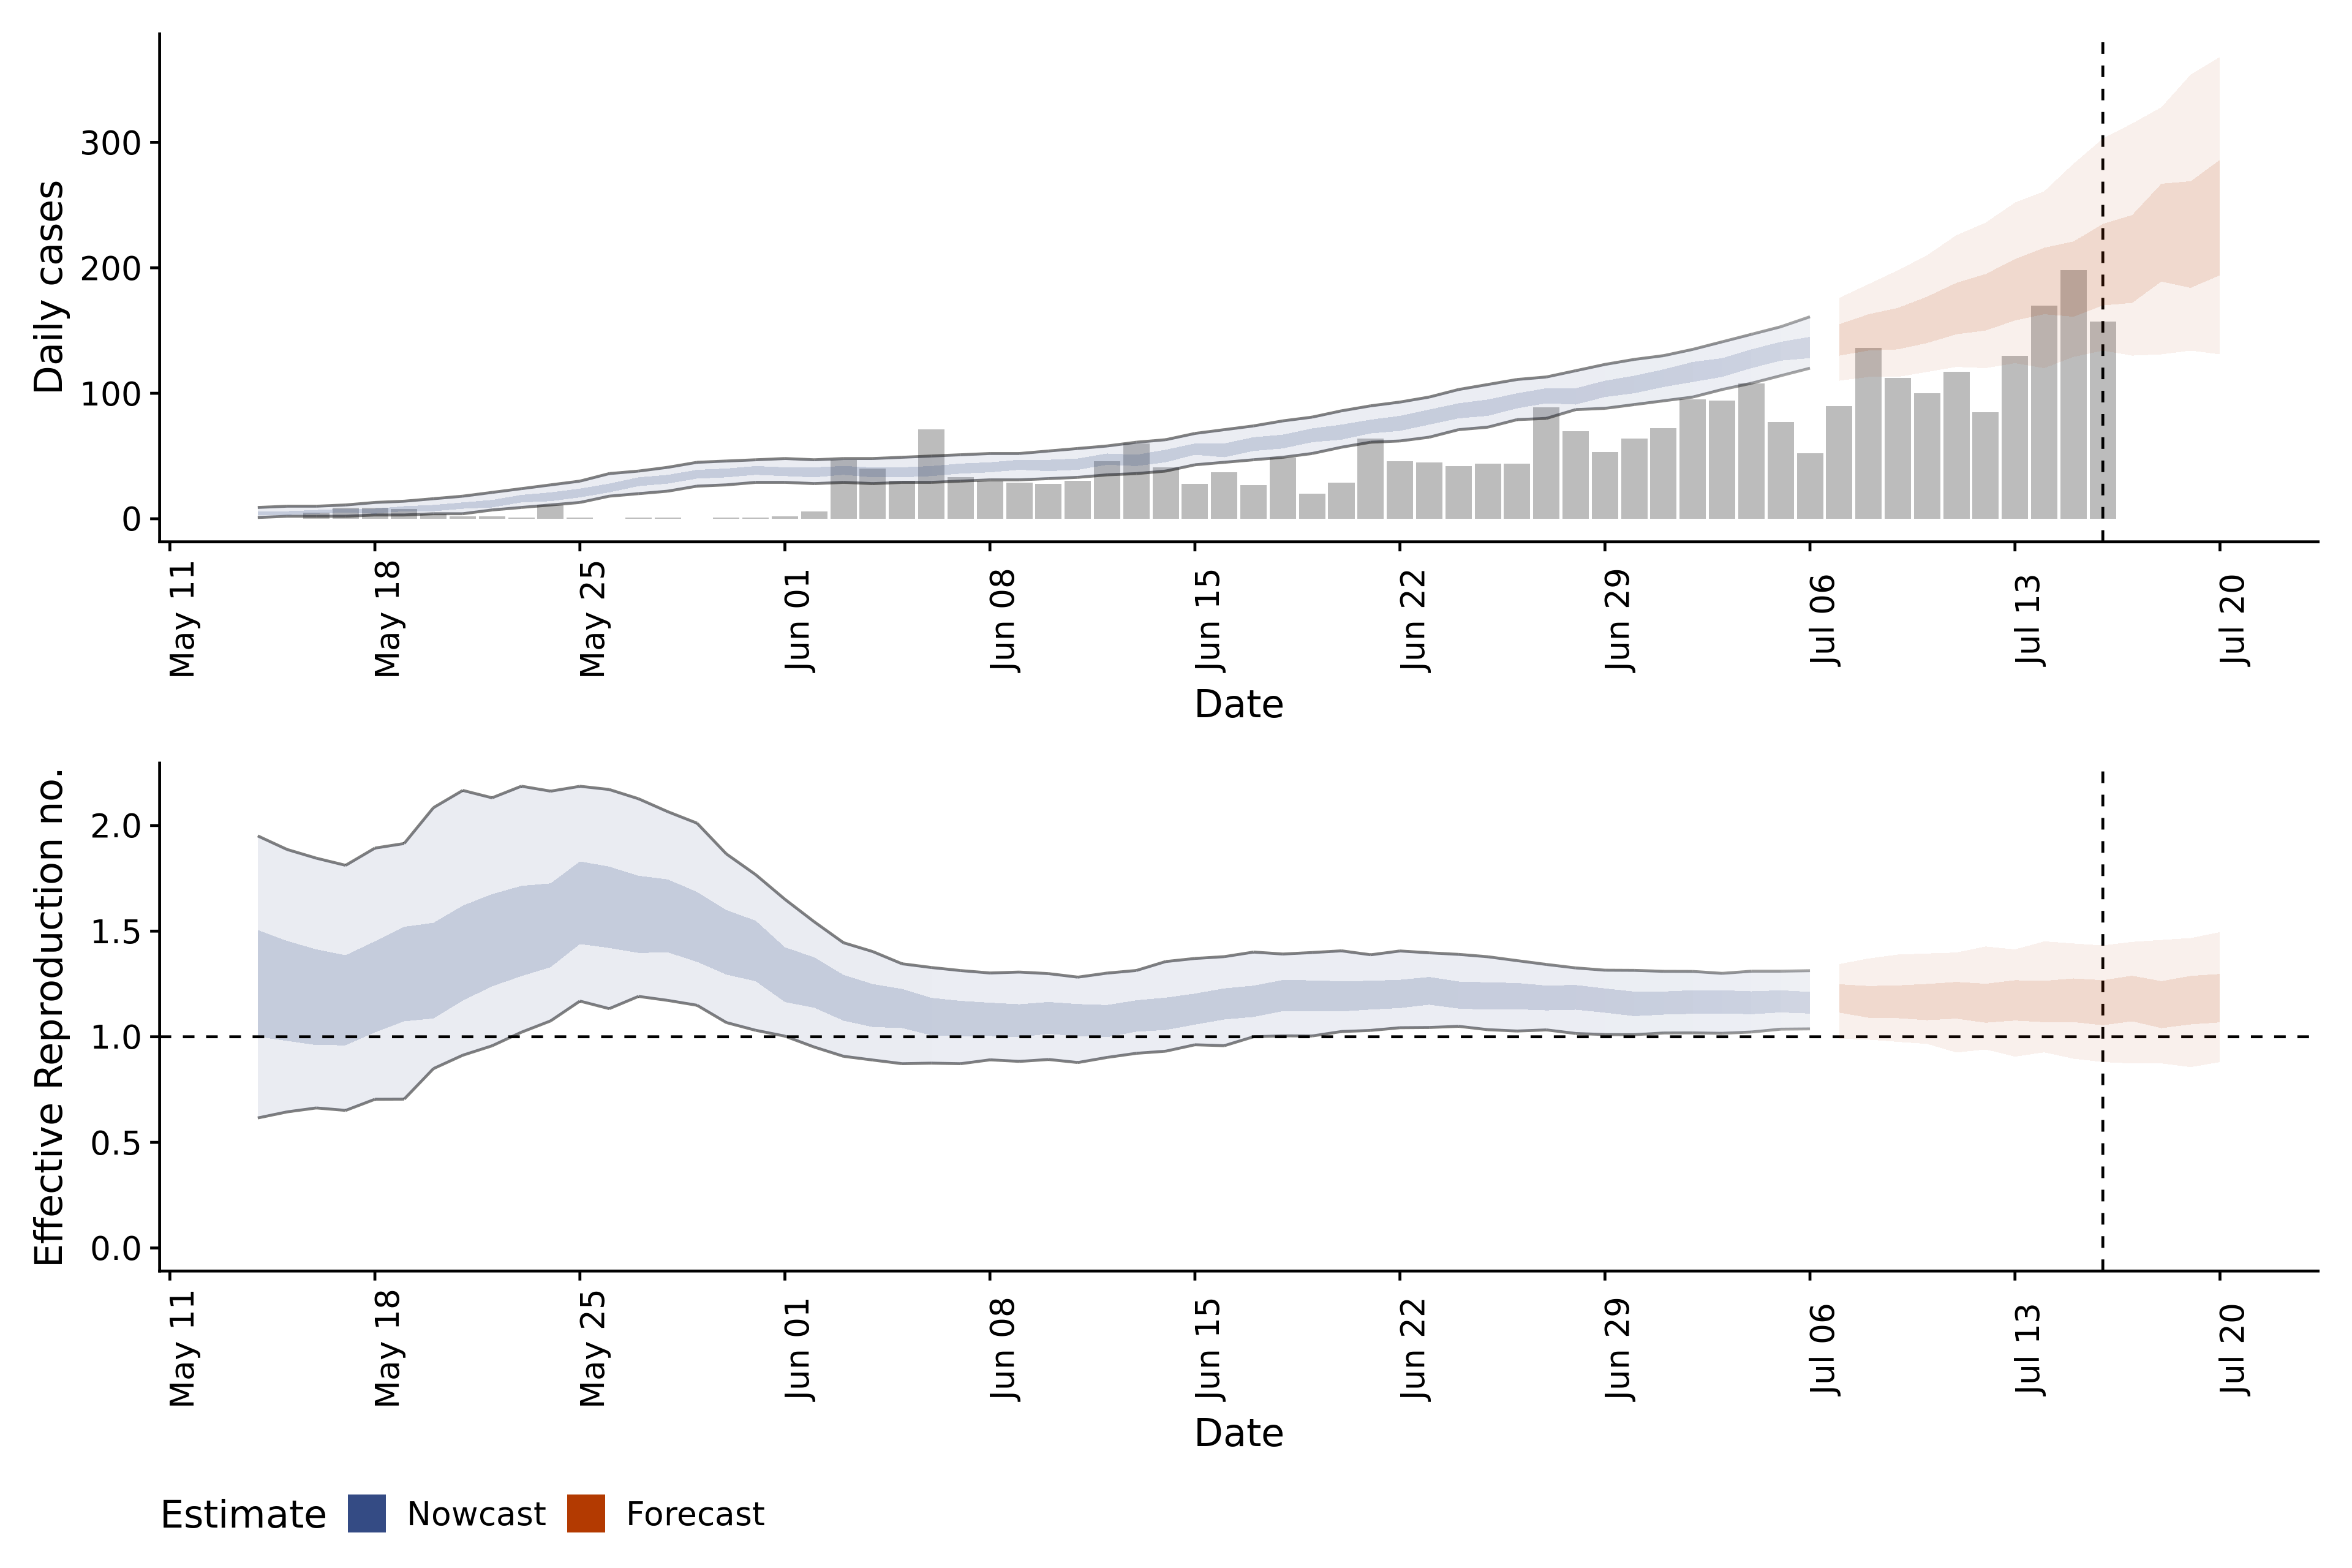 Daily cases
300
200
100
0
May 11
May 18
May 25
Jun 01
Jun 08
Jun 15
Jun 22
Jun 29
Jul 06
Jul 13
Jul 20
Date
Effective Reproduction no.
2.0
1.5
1.0
0.5
0.0
May 11
May 18
May 25
Jun 01
Jun 08
Jun 15
Jun 22
Jun 29
Jul 06
Jul 13
Jul 20
Date
Estimate Nowcast Forecast